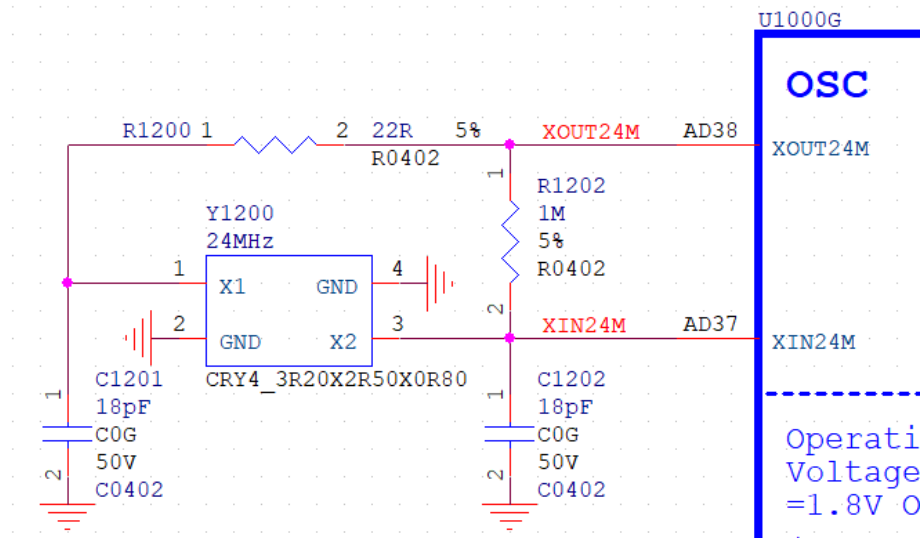 U1000G
OSC
R1200 1 2 22R 5% XOUT24M AD38
R0402 XOUT24M
1
R1202
1M
5%
R0402
2
Y1200
24MHz
1 X1 GND 4
2 GND X2 3
XIN24M AD37
XIN24M
CRY4_3R20X2R50X0R80
1
C1201
18pF
C0G
50V
C0402
2
1
C1202
18pF
C0G
50V
C0402
2
Operati
Voltage
=1.8V O